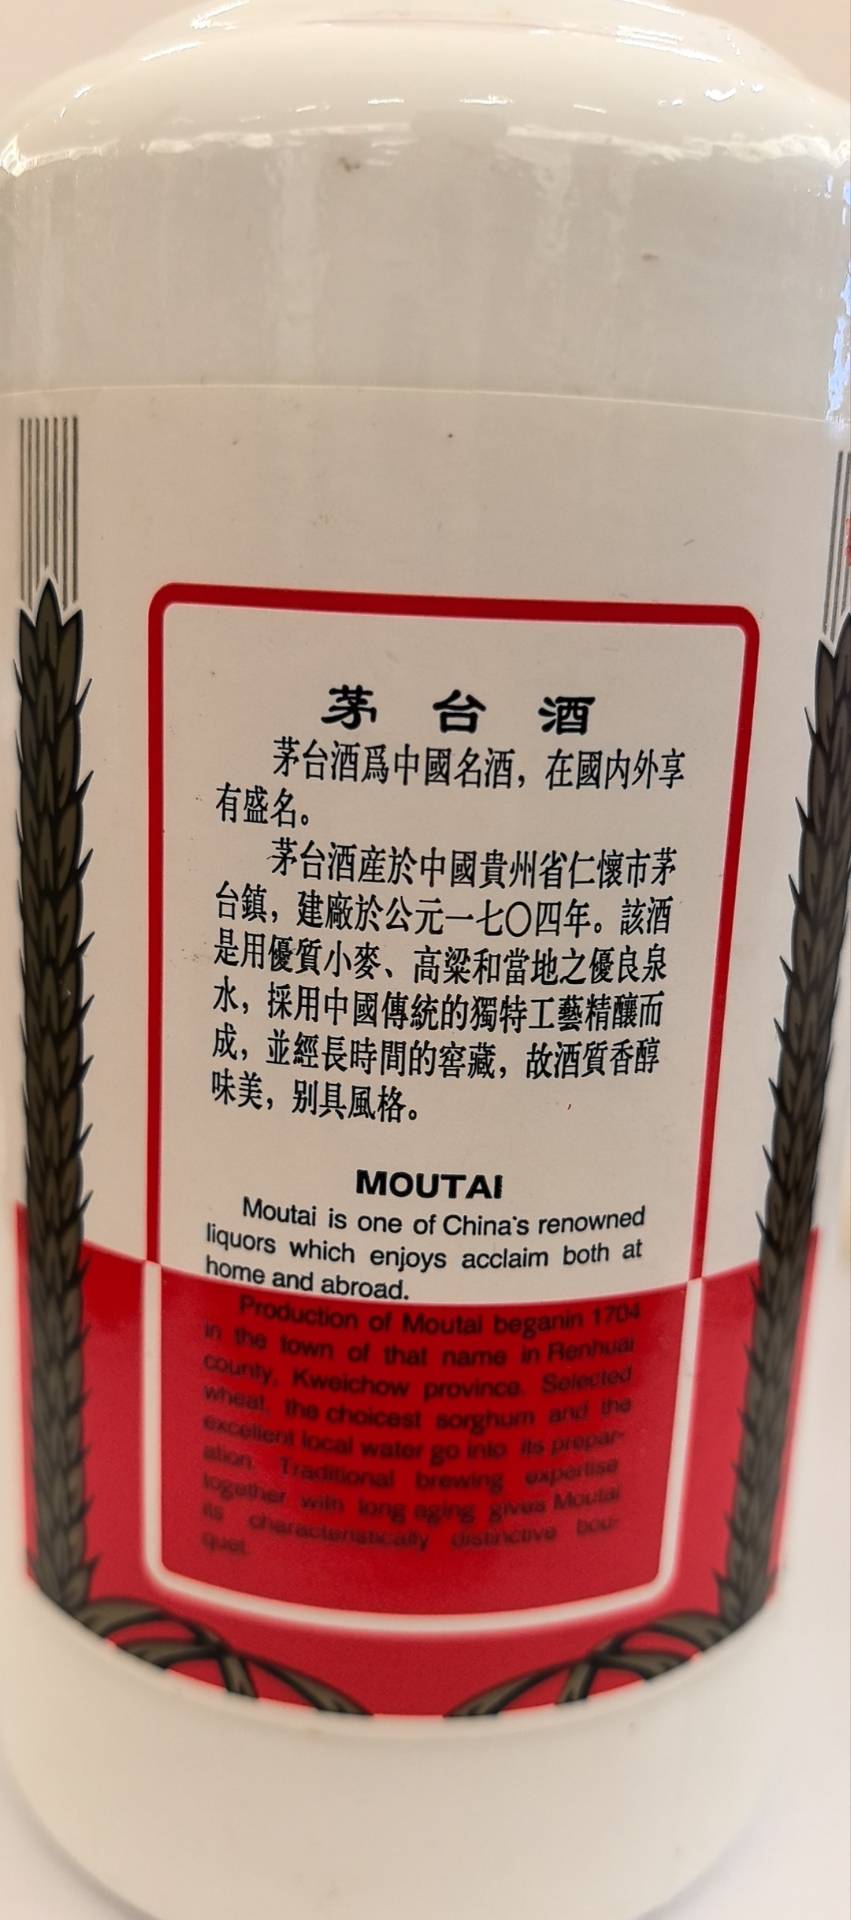 茅台酒
茅台酒爲中國名酒，在國内外享
有盛名。
茅台酒産於中國貴州省仁懷市茅
台鎮，建廠於公元一七〇四年。該酒
是用優質小麥、高粱和當地之優良泉
水，採用中國傳統的獨特工藝精釀而
成，並經長時間的窖藏，故酒質香醇
味美，别具風格。
MOUTAI
Moutai is one of China's renowned
liquors which enjoys acclaim both at
home and abroad.
Production of Moutai beganin 1704
in the town of that name in Renhuai
county, Kweichow province. Selected
wheat, the choicest sorghum and the
excellent local water go into its prepar-
ation. Traditional brewing expertise
together with long aging gives Moutai
its characteristically distinctive bou-
quet.